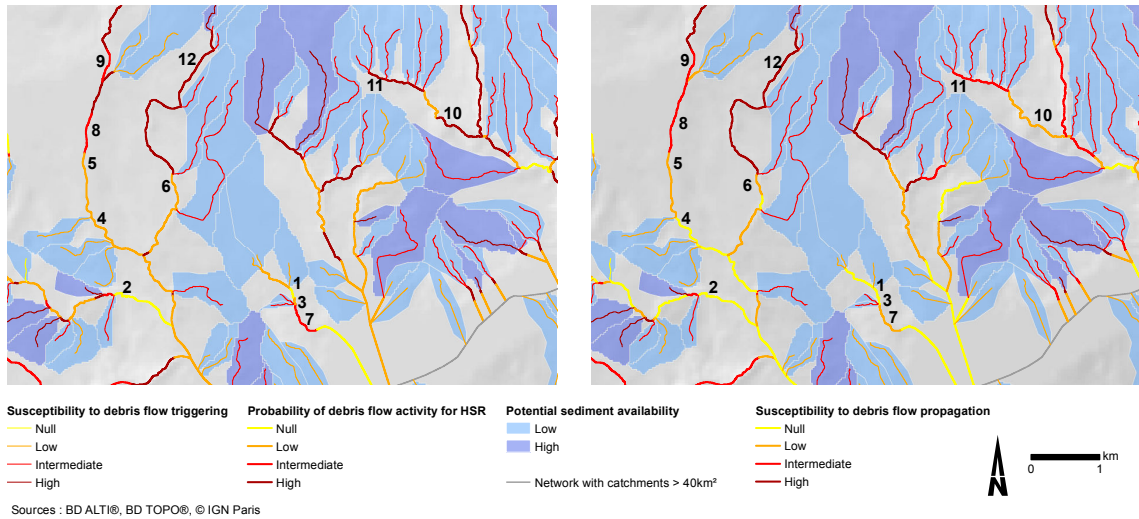 9
12
11
10
8
5
6
4
2
1
3
7
9
12
11
10
8
5
6
4
2
1
3
7
Susceptibility to debris flow triggering
Null
Low
Intermediate
High
Probability of debris flow activity for HSR
Null
Low
Intermediate
High
Potential sediment availability
Low
High
Network with catchments > 40km²
Susceptibility to debris flow propagation
Null
Low
Intermediate
High
N
km
0 1
Sources : BD ALTI®, BD TOPO®, © IGN Paris